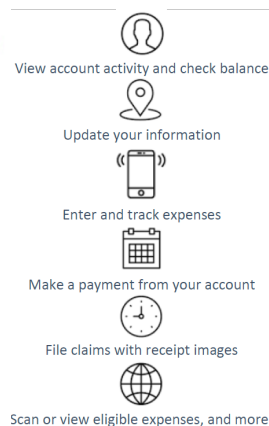 View account activity and check balance
Update your information
Enter and track expenses
Make a payment from your account
File claims with receipt images
Scan or view eligible expenses, and more